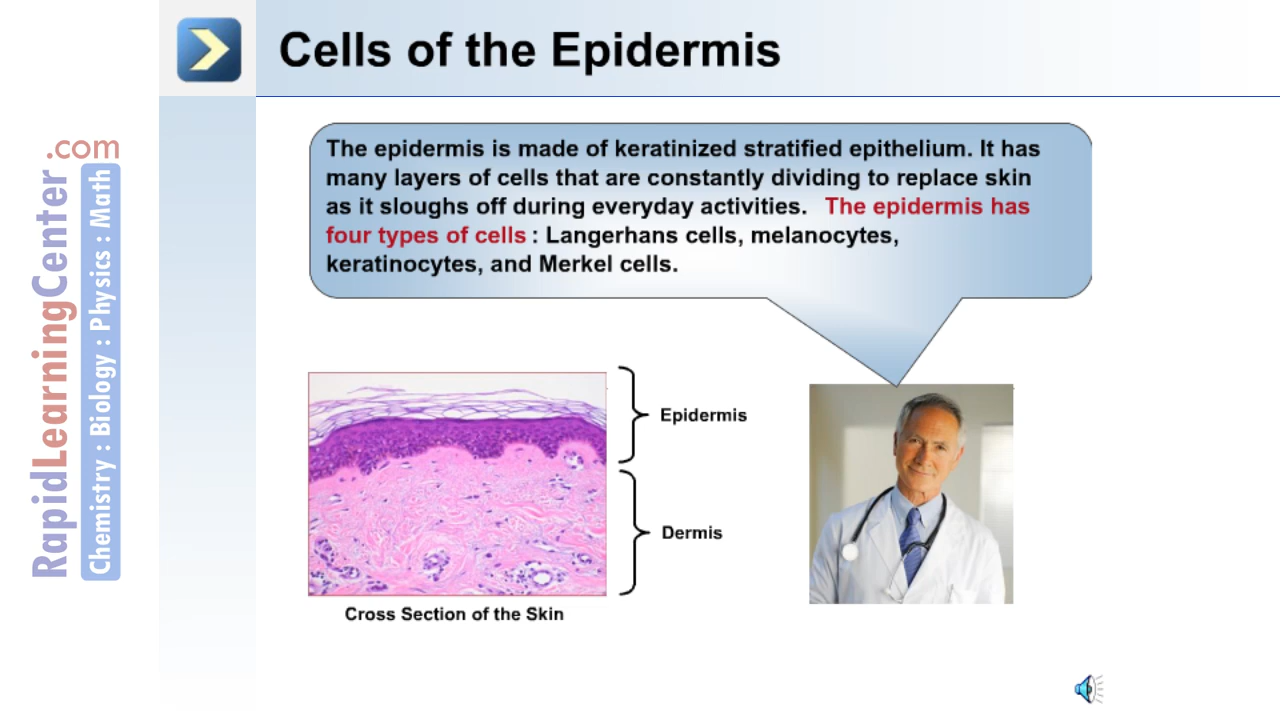 Cells of the Epidermis
The epidermis is made of keratinized stratified epithelium. It has
many layers of cells that are constantly dividing to replace skin
as it sloughs off during everyday activities. The epidermis has
four types of cells : Langerhans cells, melanocytes,
keratinocytes, and Merkel cells.
Epidermis
Dermis
Cross Section of the Skin
RapidLearningCenter.com
Chemistry : Biology : Physics : Math